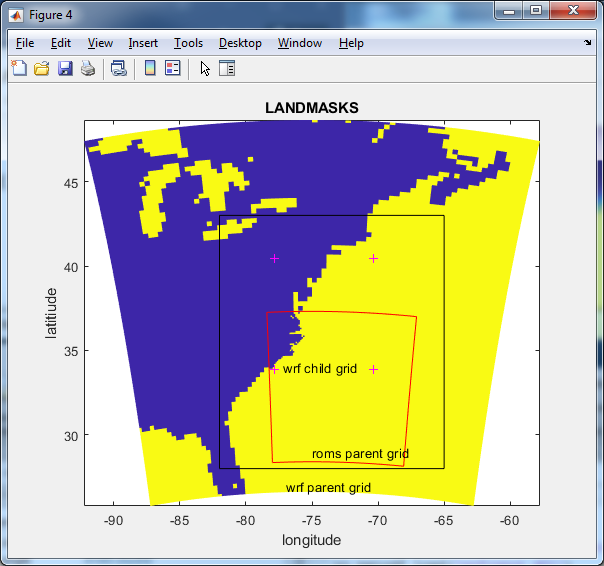 Figure 4
File Edit View Insert Tools Desktop Window Help
LANDMASKS
45
40
35
30
latitiude
wrf child grid
roms parent grid
wrf parent grid
-90 -85 -80 -75 -70 -65 -60
longitude